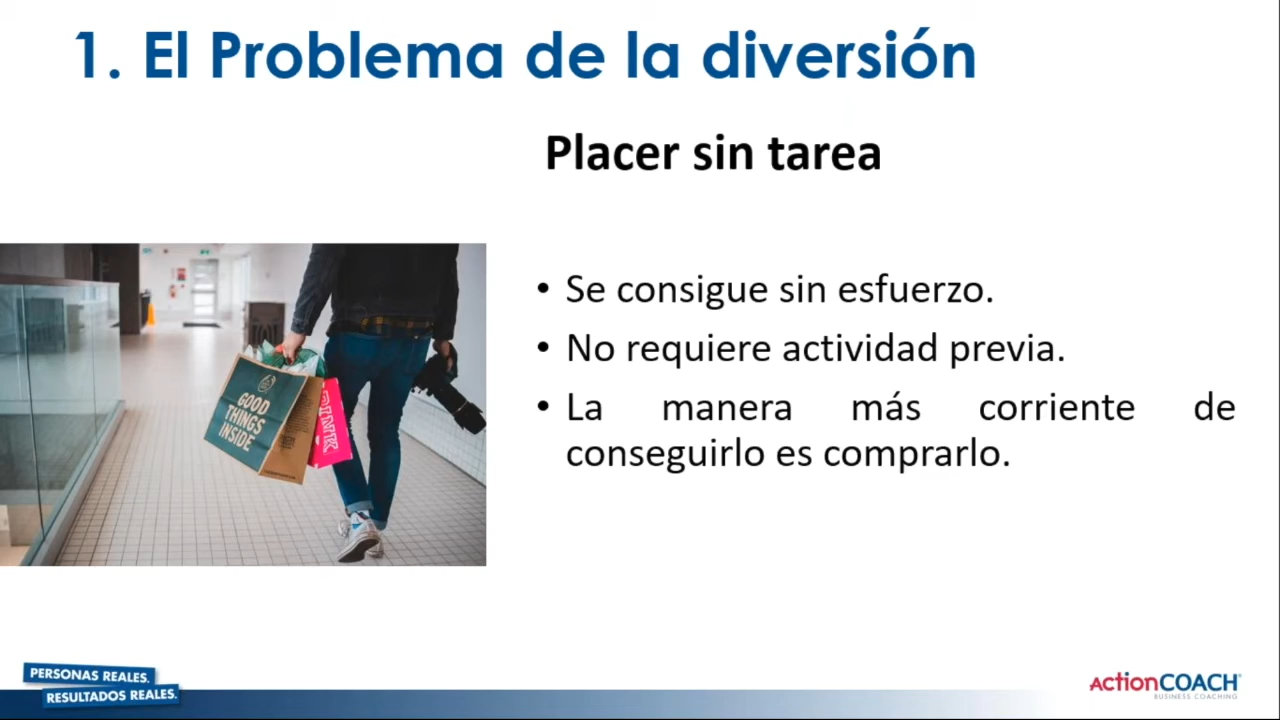 1. El Problema de la diversión
Placer sin tarea
• Se consigue sin esfuerzo.
• No requiere actividad previa.
• La manera más corriente de
conseguirlo es comprarlo.
GOOD
THINGS
INSIDE
PINK
PERSONAS REALES.
RESULTADOS REALES.
ActionCOACH
BUSINESS COACHING